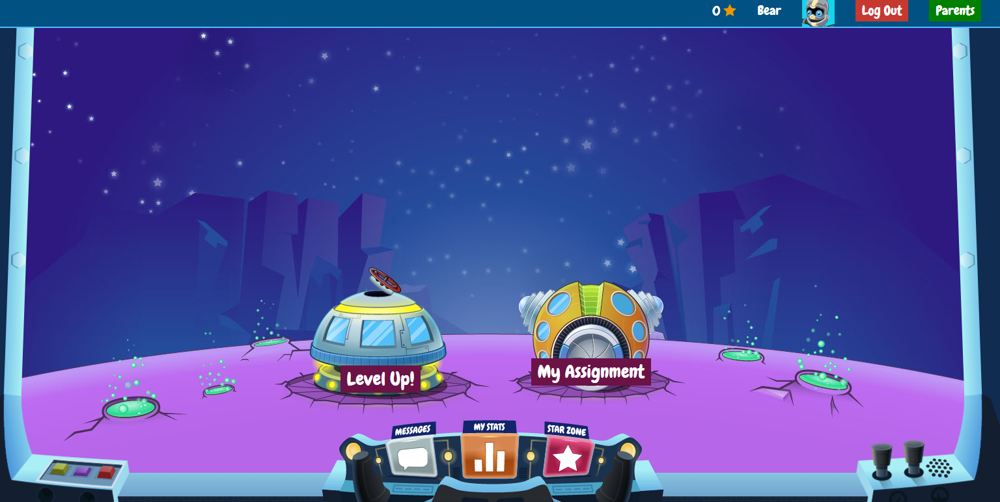 0
Bear
Log Out
Parents
Level Up!
My Assignment
MESSAGES
MY STATS
STAR ZONE